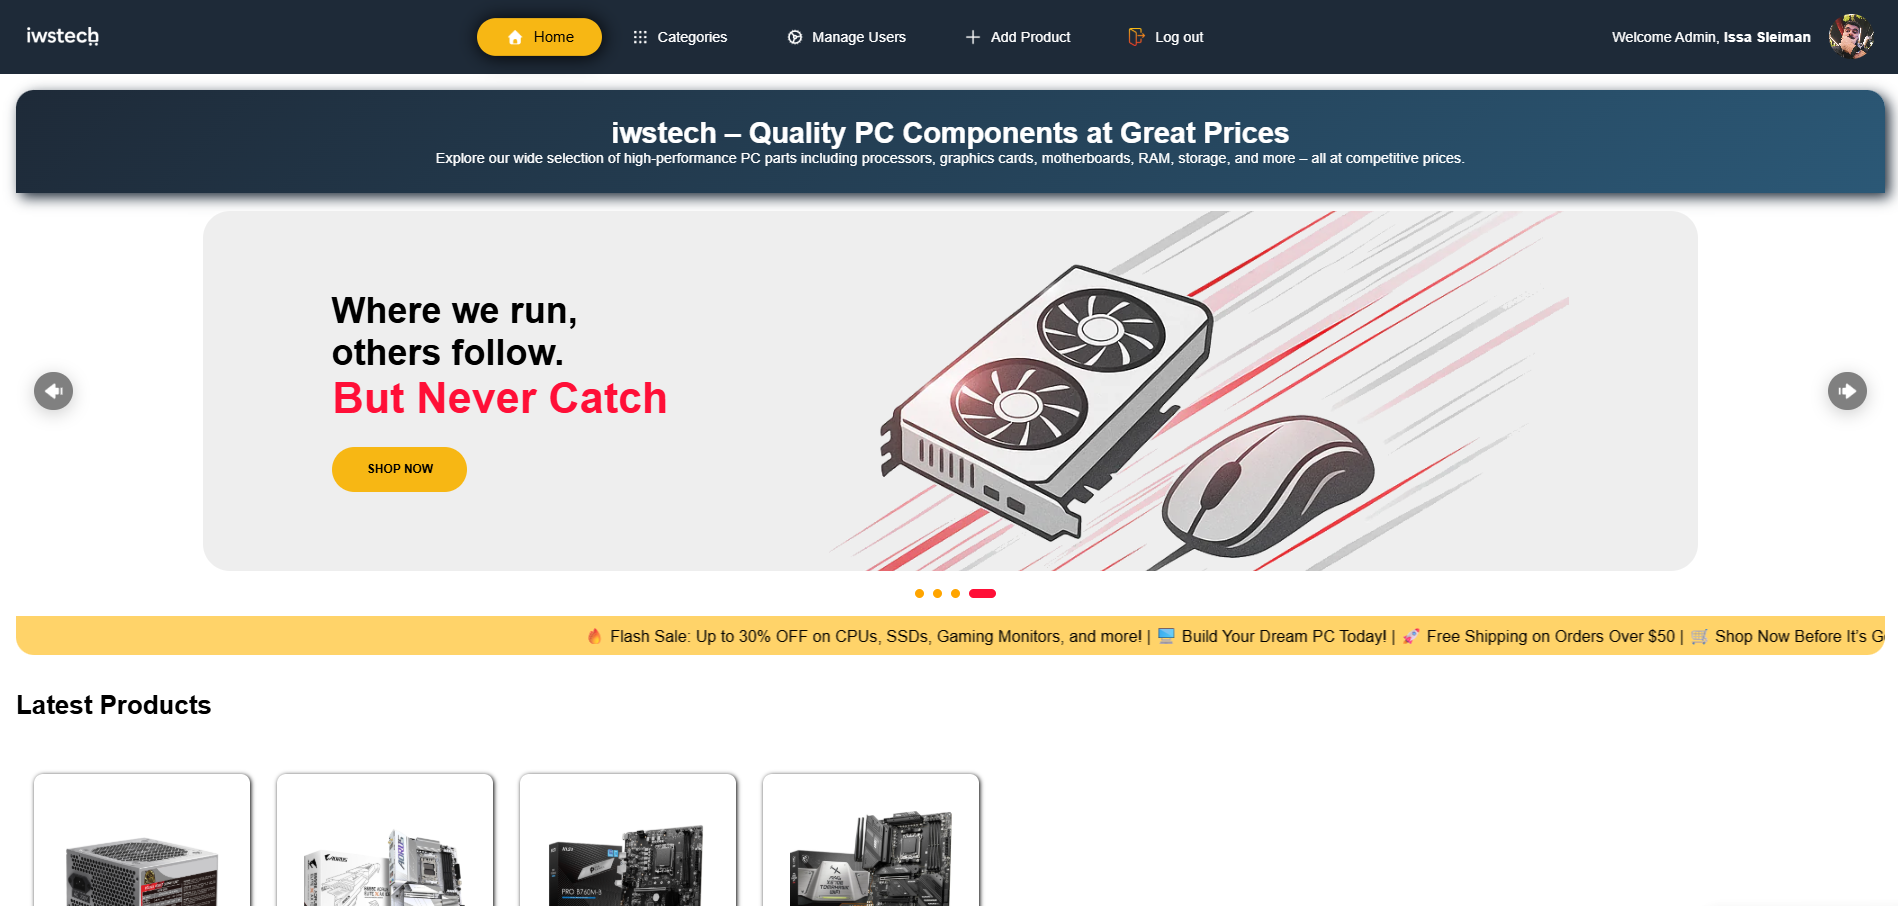 iwstech
Home
Categories
Manage Users
Add Product
Log out
Welcome Admin, Issa Sleiman
iwstech – Quality PC Components at Great Prices
Explore our wide selection of high-performance PC parts including processors, graphics cards, motherboards, RAM, storage, and more – all at competitive prices.
Where we run,
others follow.
But Never Catch
SHOP NOW
🔥 Flash Sale: Up to 30% OFF on CPUs, SSDs, Gaming Monitors, and more! | 🖥️ Build Your Dream PC Today! | 🚀 Free Shipping on Orders Over $50 | 🛒 Shop Now Before It's G
Latest Products
AORUS
AORUS
PRO B760M-B